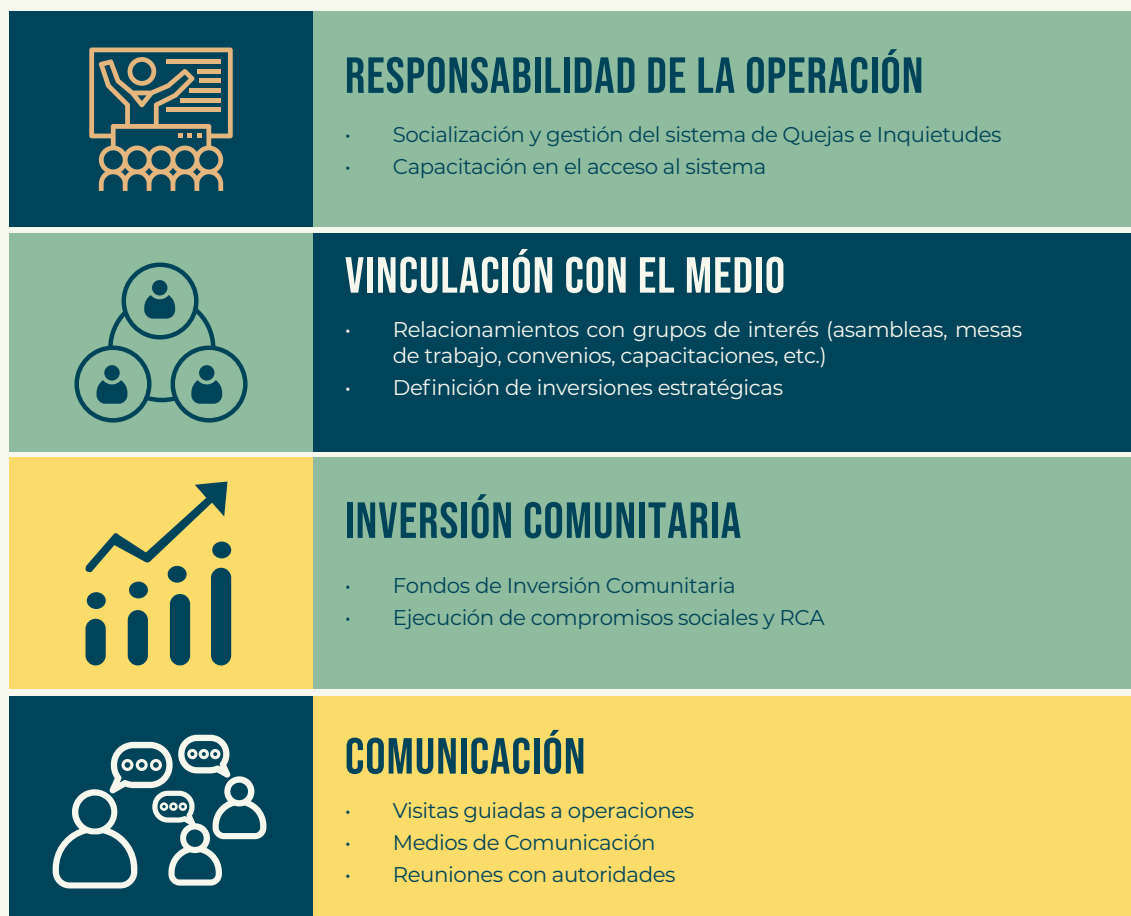 RESPONSABILIDAD DE LA OPERACIÓN
• Socialización y gestión del sistema de Quejas e Inquietudes
• Capacitación en el acceso al sistema
VINCULACIÓN CON EL MEDIO
• Relacionamientos con grupos de interés (asambleas, mesas
de trabajo, convenios, capacitaciones, etc.)
• Definición de inversiones estratégicas
INVERSIÓN COMUNITARIA
• Fondos de Inversión Comunitaria
• Ejecución de compromisos sociales y RCA
COMUNICACIÓN
• Visitas guiadas a operaciones
• Medios de Comunicación
• Reuniones con autoridades